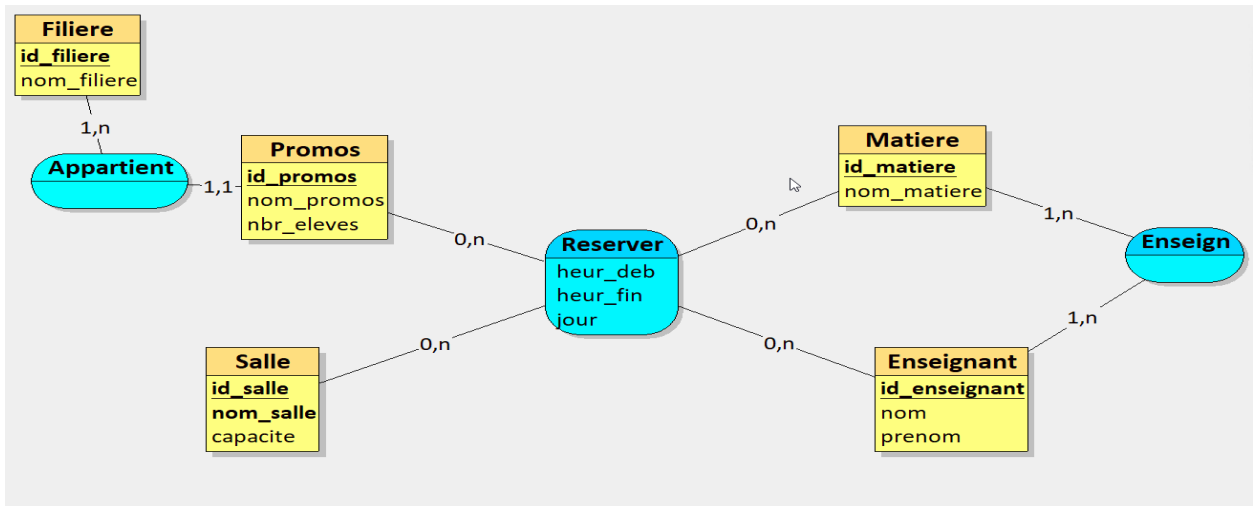 Filiere
id_filiere
nom_filiere
1,n
Appartient
1,1
Promos
id_promos
nom_promos
nbr_eleves
0,n
Reserver
heur_deb
heur_fin
jour
0,n
Salle
id_salle
nom_salle
capacite
0,n
Matiere
id_matiere
nom_matiere
1,n
Enseign
1,n
0,n
Enseignant
id_enseignant
nom
prenom